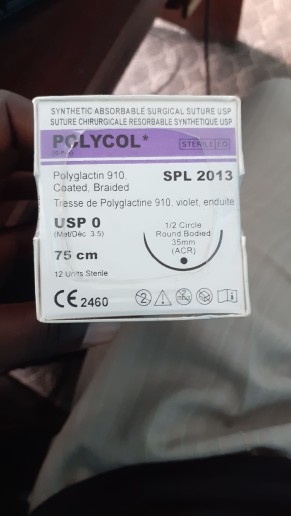 SYNTHETIC ABSORBABLE SURGICAL SUTURE USP
SUTURE CHIRURGICALE RESORBABLE SYNTHETIQUE USP
POLYCOL*
STERILE EO
Polyglactin 910,
Coated, Braided
SPL 2013
Tresse de Polyglactine 910, violet, enduite
USP 0
(Met/Déc. 3.5)
75 cm
12 Units Sterile
1/2 Circle
Round Bodied
35mm
(ACR)
CE 2460